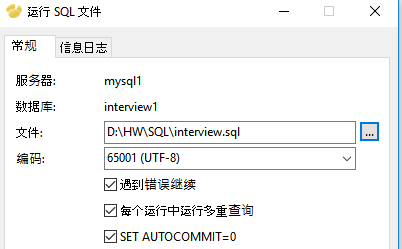 运行 SQL 文件
常规 信息日志
服务器: mysql1
数据库: interview1
文件: D:\HW\SQL\interview.sql ...
编码: 65001 (UTF-8)
遇到错误继续
每个运行中运行多重查询
SET AUTOCOMMIT=0